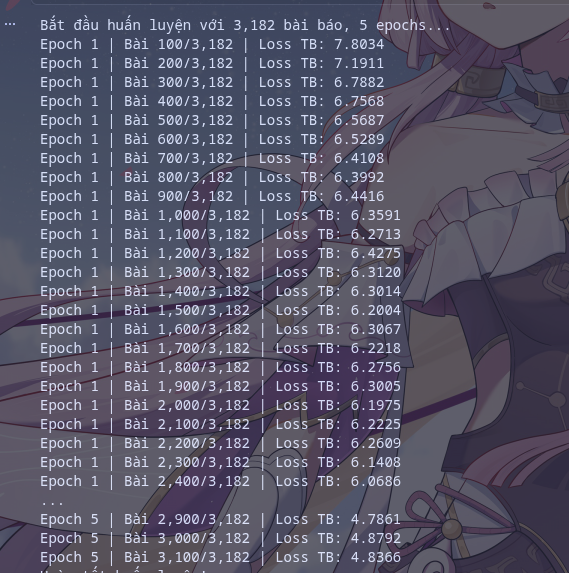 ...
Bắt đầu huấn luyện với 3,182 bài báo, 5 epochs...
Epoch 1 | Bài 100/3,182 | Loss TB: 7.8034
Epoch 1 | Bài 200/3,182 | Loss TB: 7.1911
Epoch 1 | Bài 300/3,182 | Loss TB: 6.7882
Epoch 1 | Bài 400/3,182 | Loss TB: 6.7568
Epoch 1 | Bài 500/3,182 | Loss TB: 6.5687
Epoch 1 | Bài 600/3,182 | Loss TB: 6.5289
Epoch 1 | Bài 700/3,182 | Loss TB: 6.4108
Epoch 1 | Bài 800/3,182 | Loss TB: 6.3992
Epoch 1 | Bài 900/3,182 | Loss TB: 6.4416
Epoch 1 | Bài 1,000/3,182 | Loss TB: 6.3591
Epoch 1 | Bài 1,100/3,182 | Loss TB: 6.2713
Epoch 1 | Bài 1,200/3,182 | Loss TB: 6.4275
Epoch 1 | Bài 1,300/3,182 | Loss TB: 6.3120
Epoch 1 | Bài 1,400/3,182 | Loss TB: 6.3014
Epoch 1 | Bài 1,500/3,182 | Loss TB: 6.2004
Epoch 1 | Bài 1,600/3,182 | Loss TB: 6.3067
Epoch 1 | Bài 1,700/3,182 | Loss TB: 6.2218
Epoch 1 | Bài 1,800/3,182 | Loss TB: 6.2756
Epoch 1 | Bài 1,900/3,182 | Loss TB: 6.3005
Epoch 1 | Bài 2,000/3,182 | Loss TB: 6.1975
Epoch 1 | Bài 2,100/3,182 | Loss TB: 6.2225
Epoch 1 | Bài 2,200/3,182 | Loss TB: 6.2609
Epoch 1 | Bài 2,300/3,182 | Loss TB: 6.1408
Epoch 1 | Bài 2,400/3,182 | Loss TB: 6.0686
...
Epoch 5 | Bài 2,900/3,182 | Loss TB: 4.7861
Epoch 5 | Bài 3,000/3,182 | Loss TB: 4.8792
Epoch 5 | Bài 3,100/3,182 | Loss TB: 4.8366